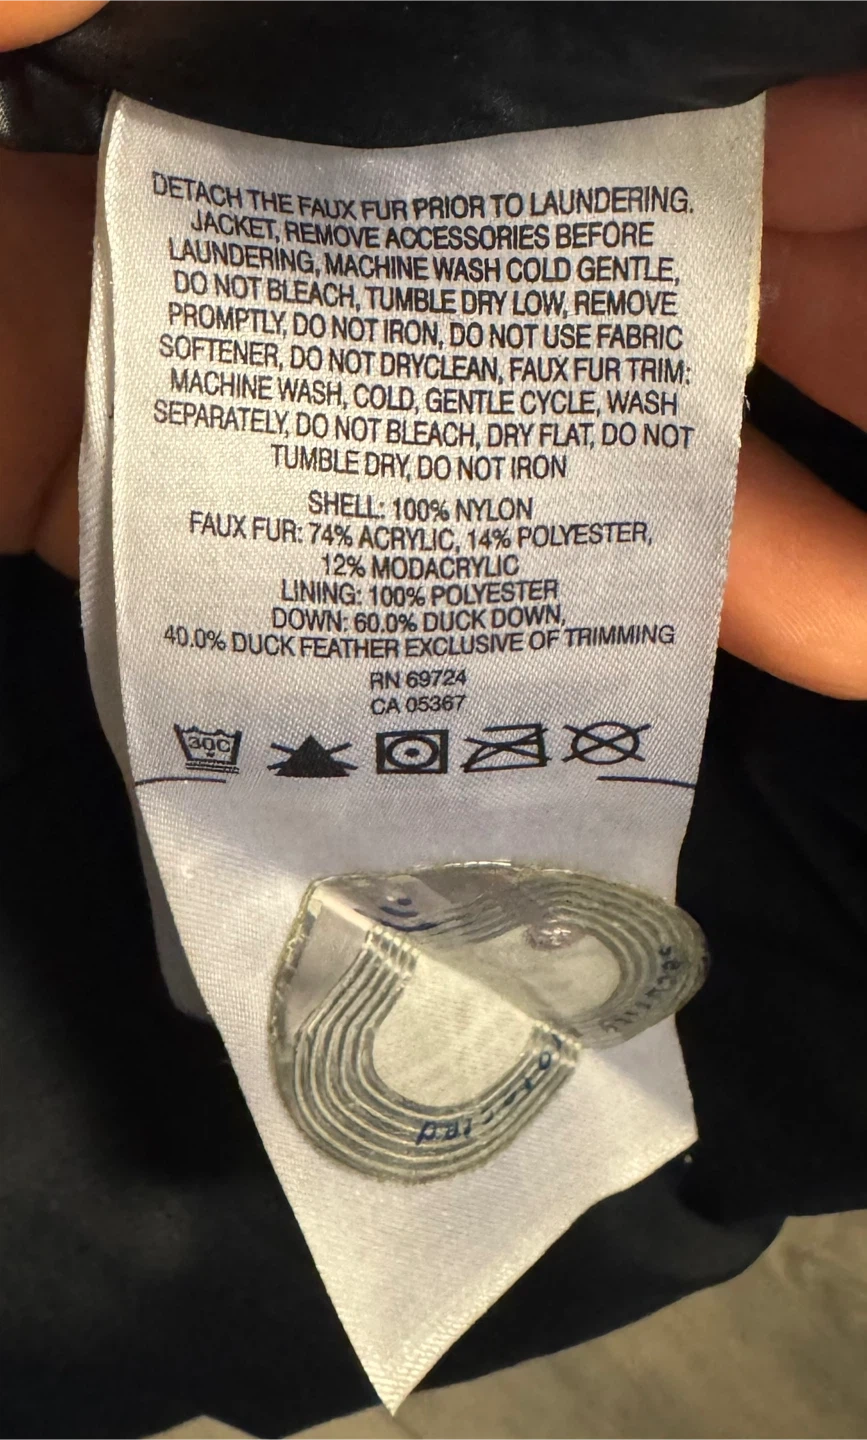 DETACH THE FAUX FUR PRIOR TO LAUNDERING.
JACKET, REMOVE ACCESSORIES BEFORE
LAUNDERING, MACHINE WASH COLD GENTLE,
DO NOT BLEACH, TUMBLE DRY LOW, REMOVE
PROMPTLY, DO NOT IRON, DO NOT USE FABRIC
SOFTENER, DO NOT DRYCLEAN, FAUX FUR TRIM:
MACHINE WASH, COLD, GENTLE CYCLE, WASH
SEPARATELY, DO NOT BLEACH, DRY FLAT, DO NOT
TUMBLE DRY, DO NOT IRON
SHELL: 100% NYLON
FAUX FUR: 74% ACRYLIC, 14% POLYESTER,
12% MODACRYLIC
LINING: 100% POLYESTER
DOWN: 60.0% DUCK DOWN,
40.0% DUCK FEATHER EXCLUSIVE OF TRIMMING
RN 69724
CA 05367
30C